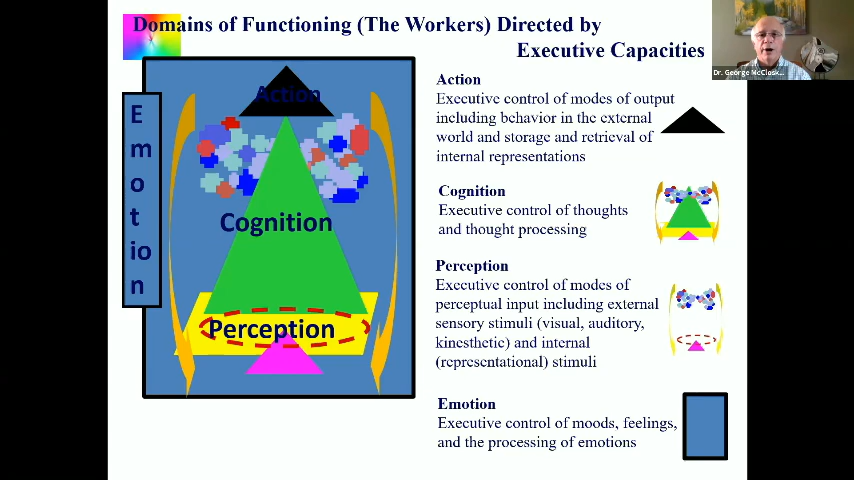 Domains of Functioning (The Workers) Directed by
Executive Capacities
Dr. George McClosk...
Emotion
Action
Cognition
Perception
Action
Executive control of modes of output
including behavior in the external
world and storage and retrieval of
internal representations
Cognition
Executive control of thoughts
and thought processing
Perception
Executive control of modes of
perceptual input including external
sensory stimuli (visual, auditory,
kinesthetic) and internal
(representational) stimuli
Emotion
Executive control of moods, feelings,
and the processing of emotions